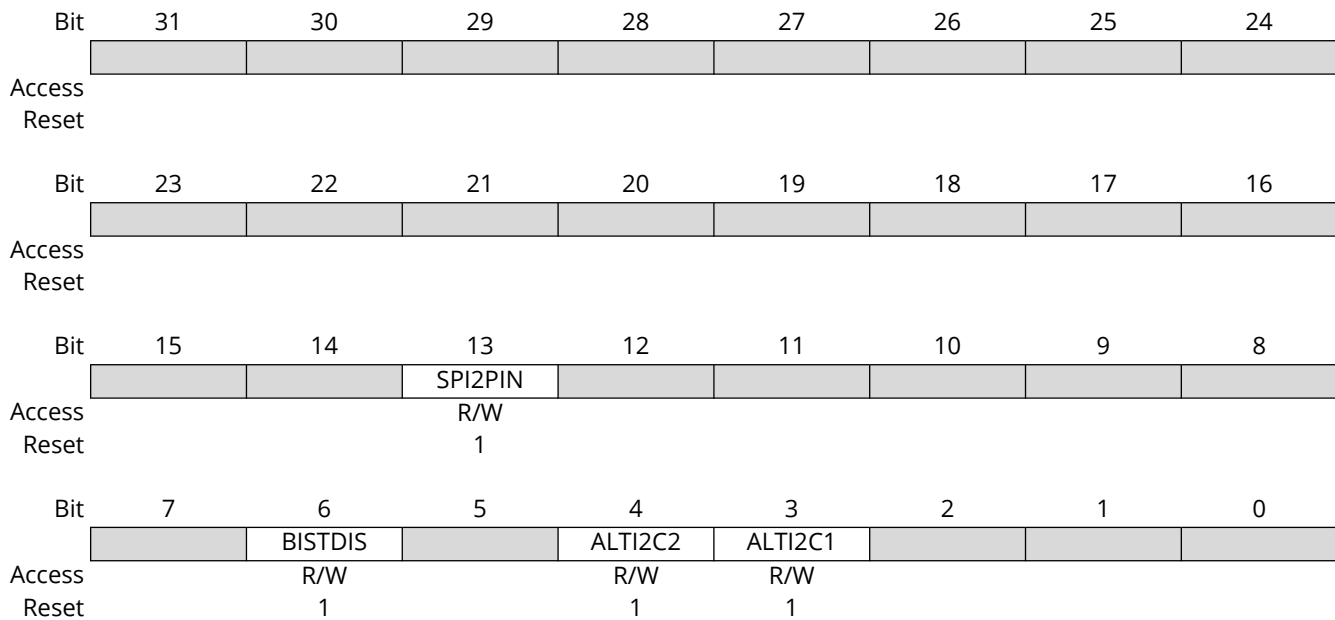 Bit 31 30 29 28 27 26 25 24
Access
Reset
Bit 23 22 21 20 19 18 17 16
Access
Reset
Bit 15 14 13 12 11 10 9 8
SPI2PIN
Access R/W
Reset 1
Bit 7 6 5 4 3 2 1 0
BISTDIS ALTI2C2 ALTI2C1
Access R/W R/W R/W
Reset 1 1 1